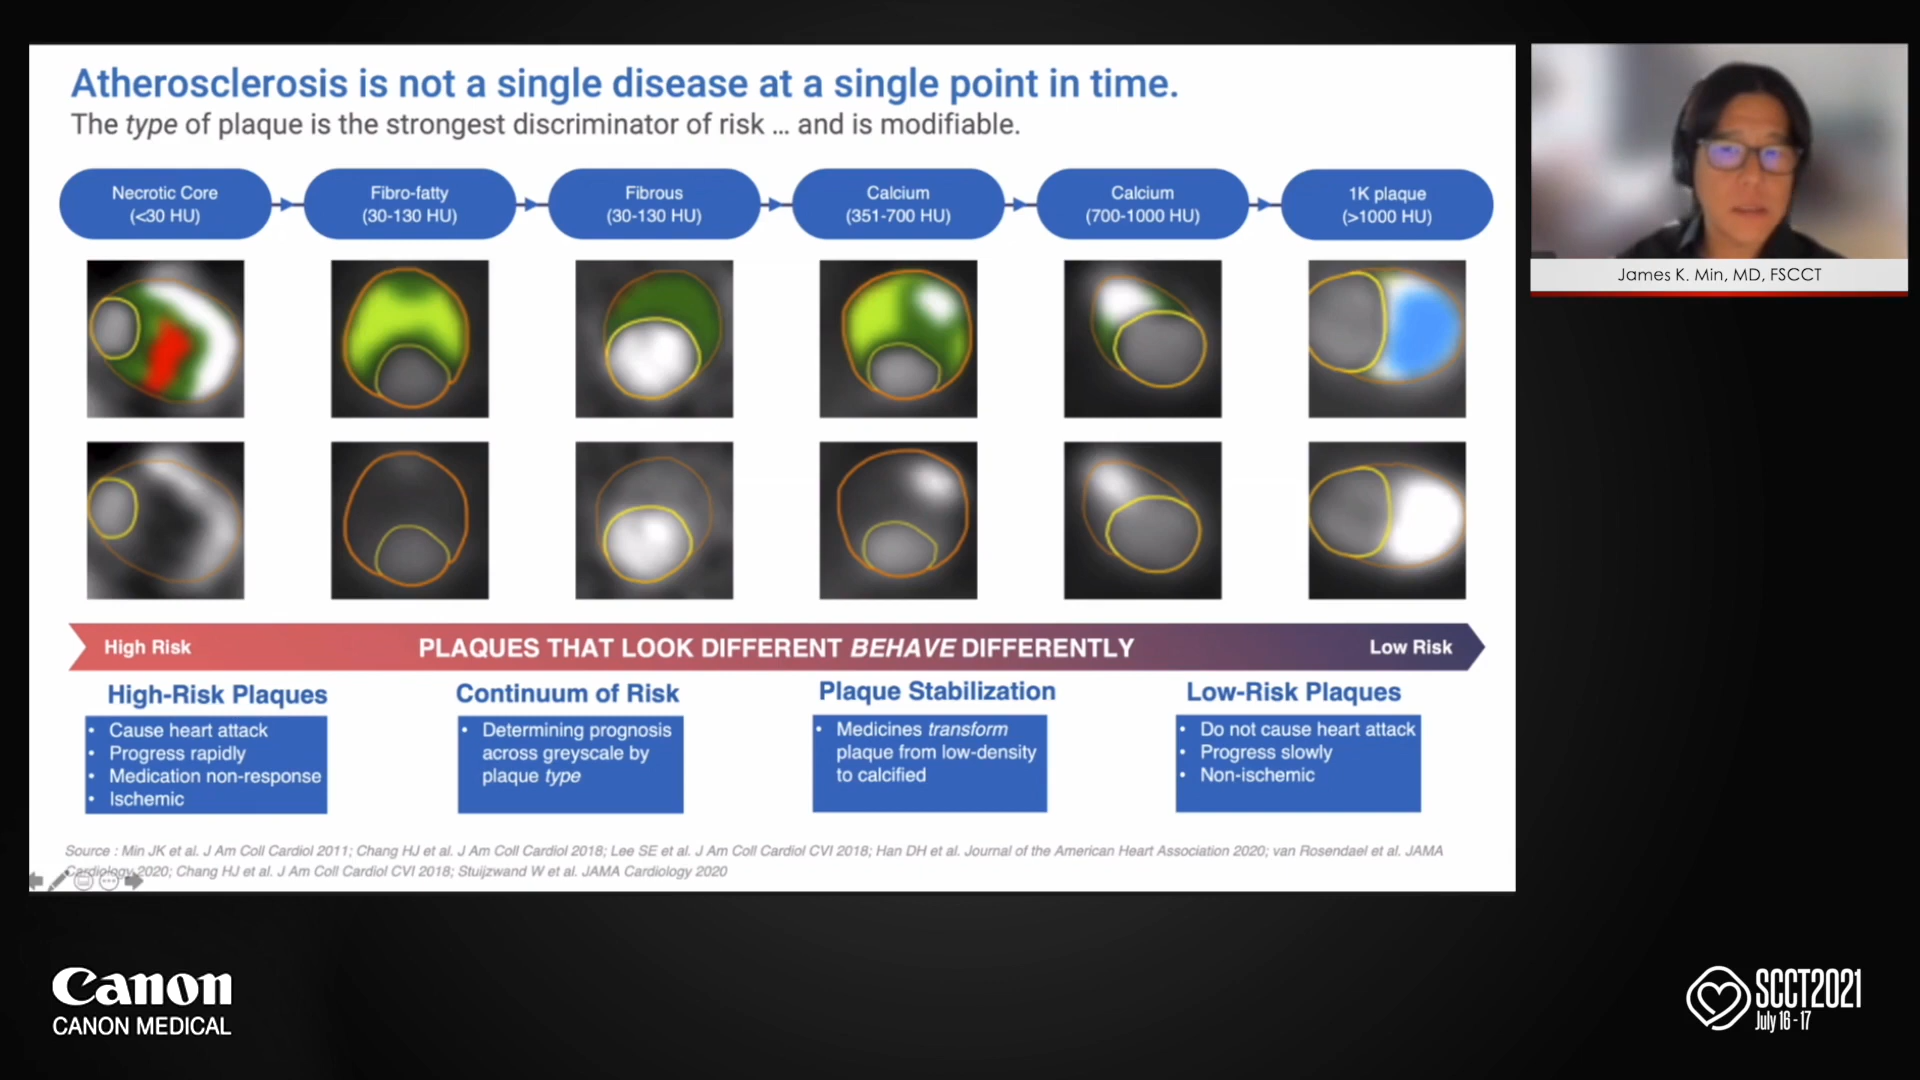 Atherosclerosis is not a single disease at a single point in time.
The type of plaque is the strongest discriminator of risk ... and is modifiable.
Necrotic Core
(<30 HU)
Fibro-fatty
(30-130 HU)
Fibrous
(30-130 HU)
Calcium
(351-700 HU)
Calcium
(700-1000 HU)
1K plaque
(>1000 HU)
James K. Min, MD, FSCCT
High Risk
PLAQUES THAT LOOK DIFFERENT BEHAVE DIFFERENTLY
Low Risk
High-Risk Plaques
• Cause heart attack
• Progress rapidly
• Medication non-response
• Ischemic
Continuum of Risk
• Determining prognosis
across greyscale by
plaque type
Plaque Stabilization
• Medicines transform
plaque from low-density
to calcified
Low-Risk Plaques
• Do not cause heart attack
• Progress slowly
• Non-ischemic
Source : Min JK et al. J Am Coll Cardiol 2011; Chang HJ et al. J Am Coll Cardiol 2018; Lee SE et al. J Am Coll Cardiol CVI 2018; Han DH et al. Journal of the American Heart Association 2020; van Rosendael et al. JAMA
Cardiology 2020; Chang HJ et al. J Am Coll Cardiol CVI 2018; Stuijzwand W et al. JAMA Cardiology 2020
Canon
CANON MEDICAL
SCCT2021
July 16 - 17